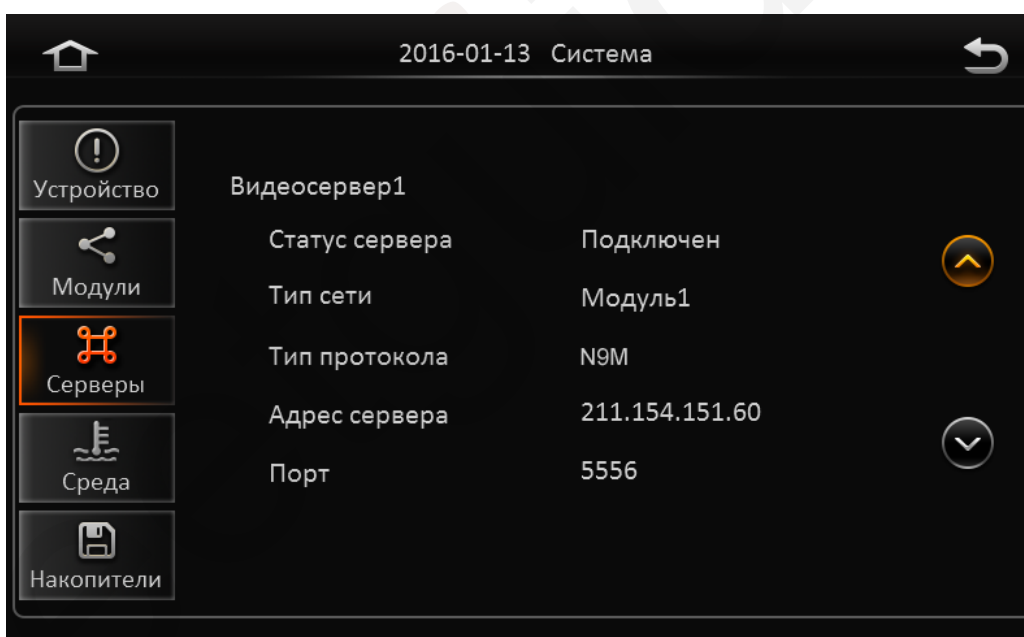 2016-01-13 Система
Устройство
Модули
Серверы
Среда
Накопители
Видеосервер1
Статус сервера Подключен
Тип сети Модуль1
Тип протокола N9M
Адрес сервера 211.154.151.60
Порт 5556